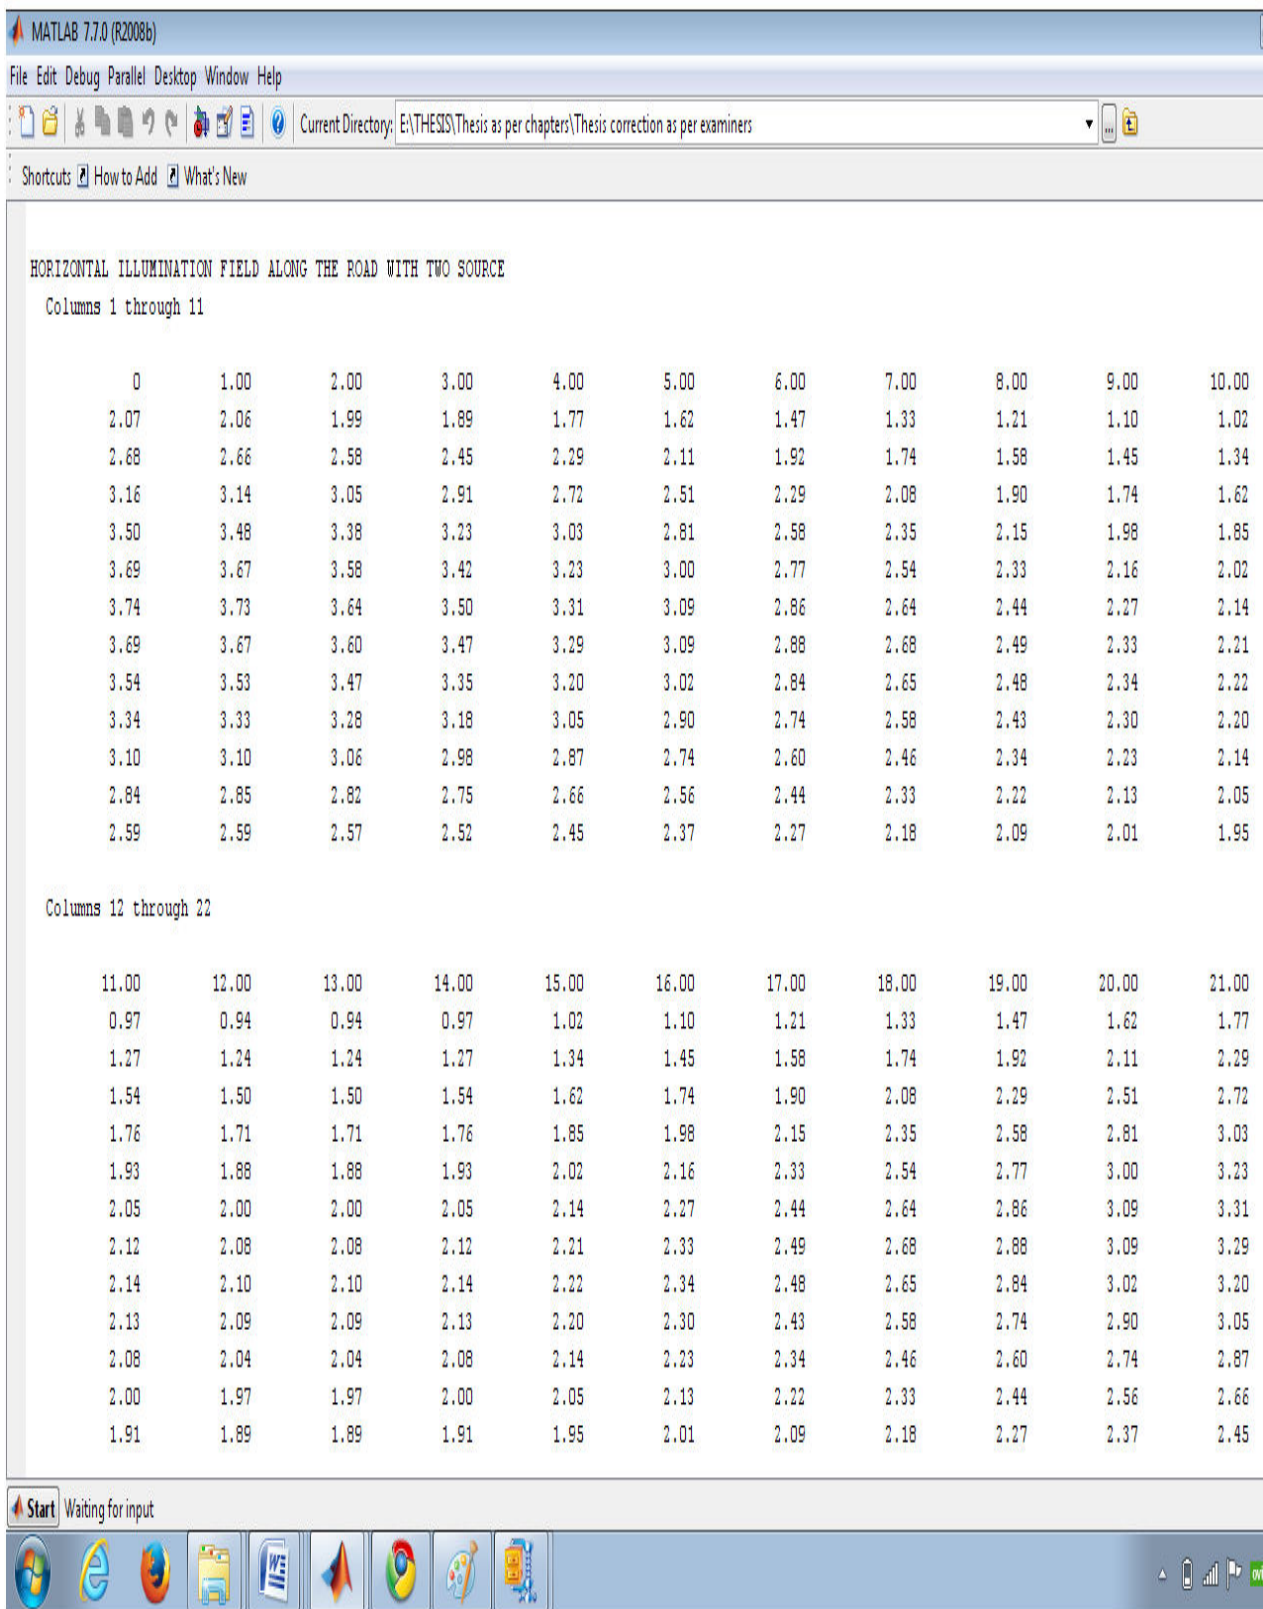 MATLAB 7.7.0 (R2008b)
File Edit Debug Parallel Desktop Window Help
Current Directory: E:\THESIS\Thesis as per chapters\Thesis correction as per examiners
Shortcuts How to Add What's New
HORIZONTAL ILLUMINATION FIELD ALONG THE ROAD WITH TWO SOURCE
Columns 1 through 11
0 1.00 2.00 3.00 4.00 5.00 6.00 7.00 8.00 9.00 10.00
2.07 2.06 1.99 1.89 1.77 1.62 1.47 1.33 1.21 1.10 1.02
2.68 2.66 2.58 2.45 2.29 2.11 1.92 1.74 1.58 1.45 1.34
3.16 3.14 3.05 2.91 2.72 2.51 2.29 2.08 1.90 1.74 1.62
3.50 3.48 3.38 3.23 3.03 2.81 2.58 2.35 2.15 1.98 1.85
3.69 3.67 3.58 3.42 3.23 3.00 2.77 2.54 2.33 2.16 2.02
3.74 3.73 3.64 3.50 3.31 3.09 2.86 2.64 2.44 2.27 2.14
3.69 3.67 3.60 3.47 3.29 3.09 2.88 2.68 2.49 2.33 2.21
3.54 3.53 3.47 3.35 3.20 3.02 2.84 2.65 2.48 2.34 2.22
3.34 3.33 3.28 3.18 3.05 2.90 2.74 2.58 2.43 2.30 2.20
3.10 3.10 3.06 2.98 2.87 2.74 2.60 2.46 2.34 2.23 2.14
2.84 2.85 2.82 2.75 2.66 2.56 2.44 2.33 2.22 2.13 2.05
2.59 2.59 2.57 2.52 2.45 2.37 2.27 2.18 2.09 2.01 1.95
Columns 12 through 22
11.00 12.00 13.00 14.00 15.00 16.00 17.00 18.00 19.00 20.00 21.00
0.97 0.94 0.94 0.97 1.02 1.10 1.21 1.33 1.47 1.62 1.77
1.27 1.24 1.24 1.27 1.34 1.45 1.58 1.74 1.92 2.11 2.29
1.54 1.50 1.50 1.54 1.62 1.74 1.90 2.08 2.29 2.51 2.72
1.76 1.71 1.71 1.76 1.85 1.98 2.15 2.35 2.58 2.81 3.03
1.93 1.88 1.88 1.93 2.02 2.16 2.33 2.54 2.77 3.00 3.23
2.05 2.00 2.00 2.05 2.14 2.27 2.44 2.64 2.86 3.09 3.31
2.12 2.08 2.08 2.12 2.21 2.33 2.49 2.68 2.88 3.09 3.29
2.14 2.10 2.10 2.14 2.22 2.34 2.48 2.65 2.84 3.02 3.20
2.13 2.09 2.09 2.13 2.20 2.30 2.43 2.58 2.74 2.90 3.05
2.08 2.04 2.04 2.08 2.14 2.23 2.34 2.46 2.60 2.74 2.87
2.00 1.97 1.97 2.00 2.05 2.13 2.22 2.33 2.44 2.56 2.66
1.91 1.89 1.89 1.91 1.95 2.01 2.09 2.18 2.27 2.37 2.45
Start Waiting for input